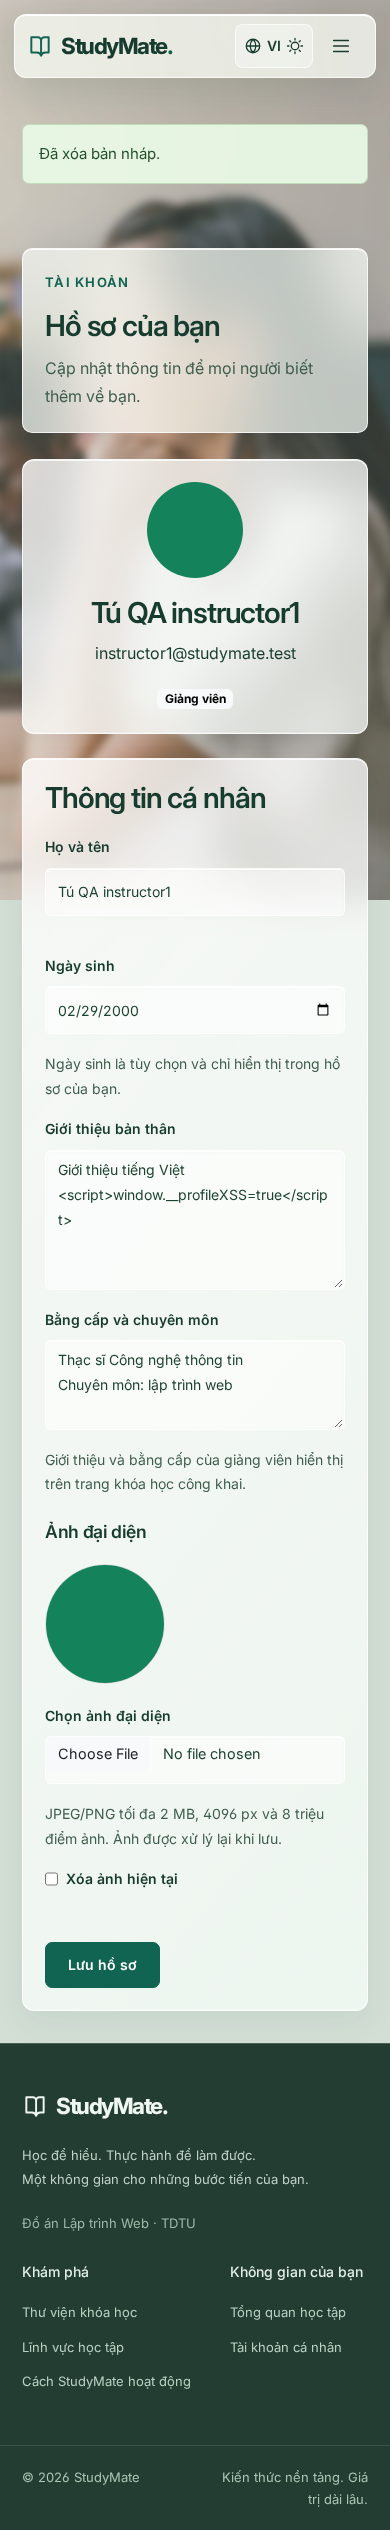 StudyMate.
VI
Đã xóa bản nháp.
TÀI KHOẢN
Hồ sơ của bạn
Cập nhật thông tin để mọi người biết
thêm về bạn.
Tú QA instructor1
instructor1@studymate.test
Giảng viên
Thông tin cá nhân
Họ và tên
Tú QA instructor1
Ngày sinh
02/29/2000
Ngày sinh là tùy chọn và chỉ hiển thị trong hồ
sơ của bạn.
Giới thiệu bản thân
Giới thiệu tiếng Việt
<script>window.__profileXSS=true</scrip
t>
Bằng cấp và chuyên môn
Thạc sĩ Công nghệ thông tin
Chuyên môn: lập trình web
Giới thiệu và bằng cấp của giảng viên hiển thị
trên trang khóa học công khai.
Ảnh đại diện
Chọn ảnh đại diện
Choose File No file chosen
JPEG/PNG tối đa 2 MB, 4096 px và 8 triệu
điểm ảnh. Ảnh được xử lý lại khi lưu.
Xóa ảnh hiện tại
Lưu hồ sơ
StudyMate.
Học để hiểu. Thực hành để làm được.
Một không gian cho những bước tiến của bạn.
Đồ án Lập trình Web · TDTU
Khám phá
Thư viện khóa học
Lĩnh vực học tập
Cách StudyMate hoạt động
Không gian của bạn
Tổng quan học tập
Tài khoản cá nhân
© 2026 StudyMate
Kiến thức nền tảng. Giá
trị dài lâu.